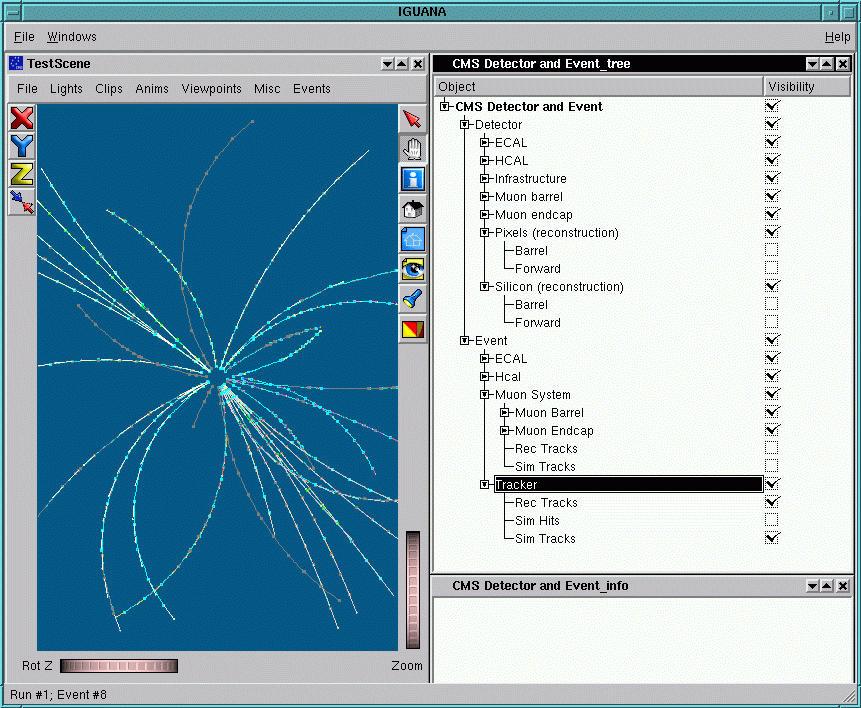 IGUANA
File Windows Help
TestScene
File Lights Clips Anims Viewpoints Misc Events
X
Y
Z
Rot Z Zoom
CMS Detector and Event_tree
Object Visibility
CMS Detector and Event
Detector
ECAL
HCAL
Infrastructure
Muon barrel
Muon endcap
Pixels (reconstruction)
Barrel
Forward
Silicon (reconstruction)
Barrel
Forward
Event
ECAL
Hcal
Muon System
Muon Barrel
Muon Endcap
Rec Tracks
Sim Tracks
Tracker
Rec Tracks
Sim Hits
Sim Tracks
CMS Detector and Event_info
Run #1; Event #8